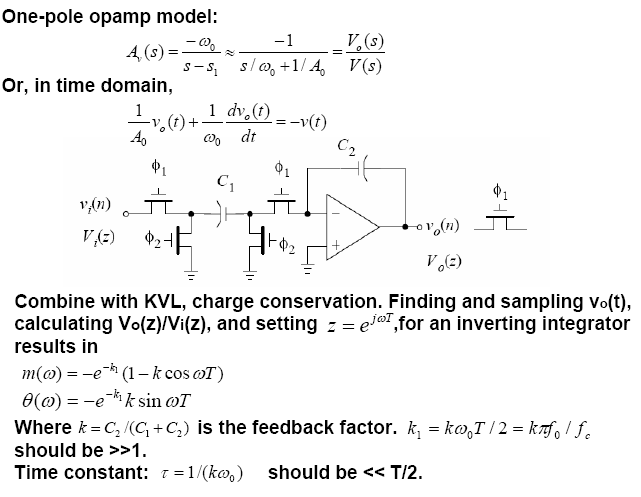 One-pole opamp model:
A_v(s) = -ω₀ / (s - s₁) ≈ -1 / (s/ω₀ + 1/A₀) = V_o(s) / V(s)
Or, in time domain,
1/A₀ v_o(t) + 1/ω₀ dv_o(t)/dt = -v(t)
C₂
ϕ₁ C₁ ϕ₁ ϕ₁
v_i(n) v_o(n)
V_i(z) ϕ₂ ϕ₂ V_o(z)
− +
Combine with KVL, charge conservation. Finding and sampling v₀(t),
calculating V₀(z)/Vᵢ(z), and setting z = e^{jωT},for an inverting integrator
results in
m(ω) = -e^{-k₁}(1 - k cos ωT)
θ(ω) = -e^{-k₁} k sin ωT
Where k = C₂ /(C₁ + C₂) is the feedback factor. k₁ = kω₀T / 2 = kπf₀ / f_c
should be >>1.
Time constant: τ = 1/(kω₀) should be << T/2.